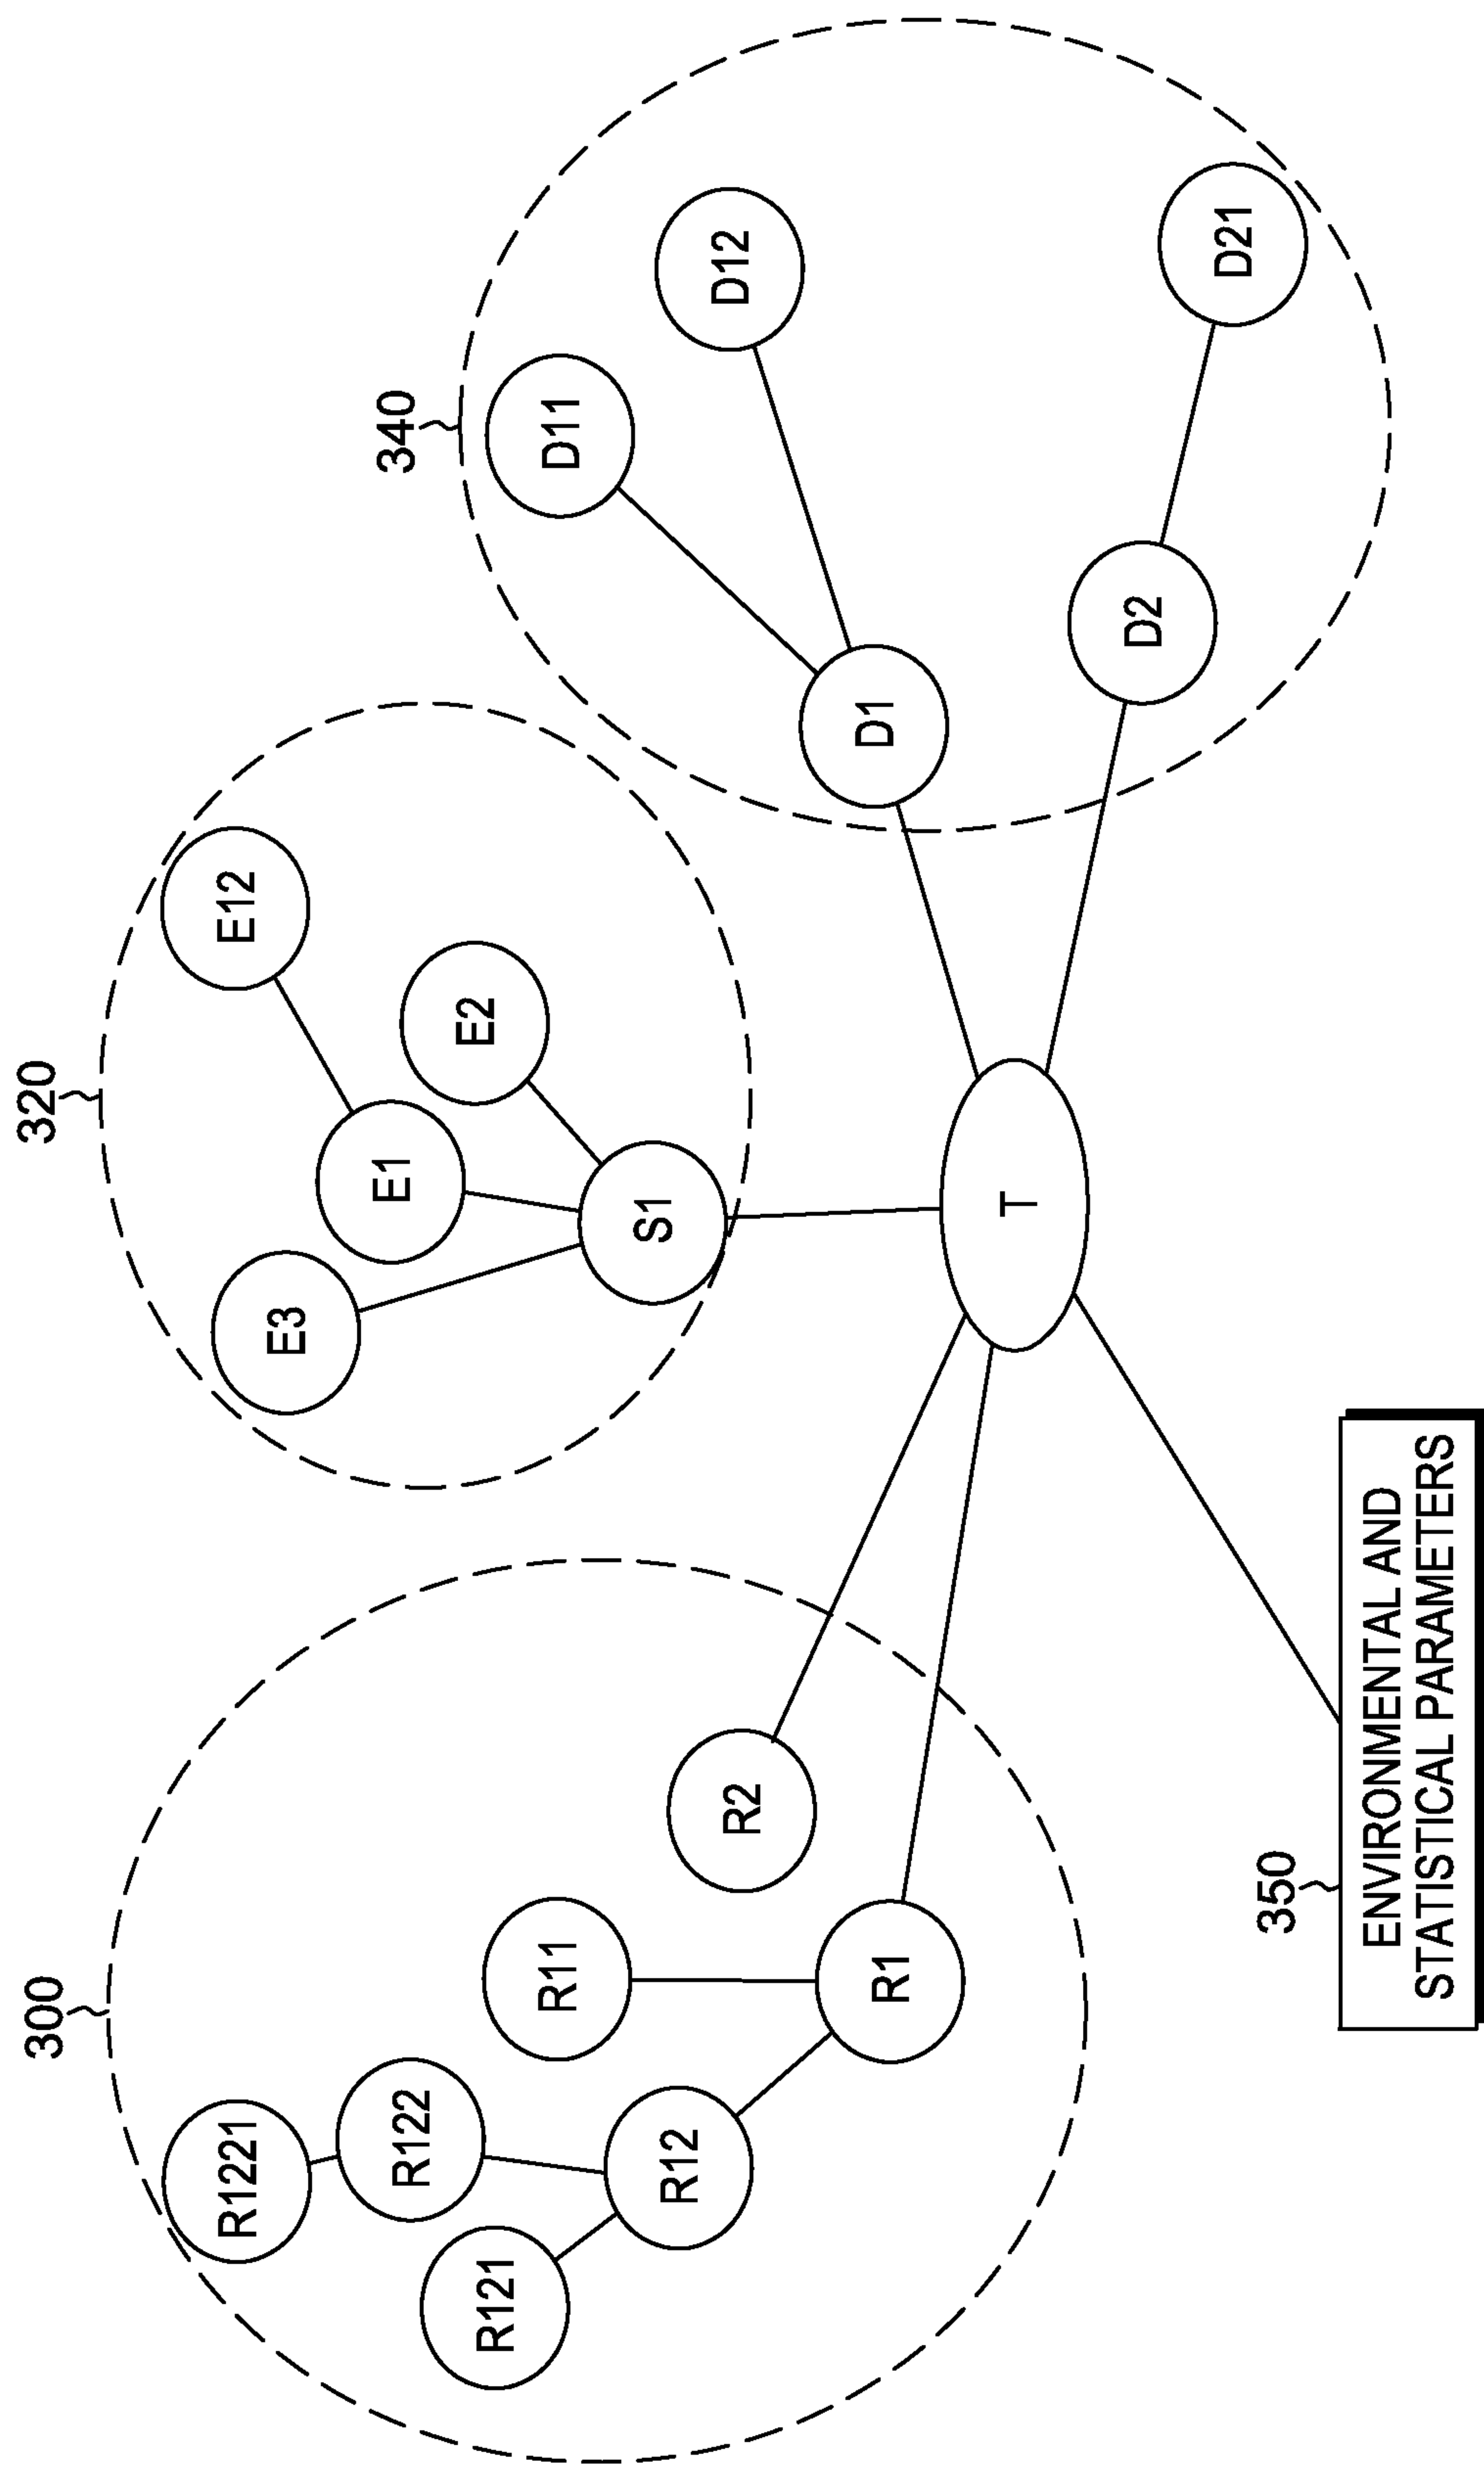 300
320
340
R1221
R122
R121
R12
R11
R1
R2
E3
E1
E12
E2
S1
D11
D12
D1
D2
D21
T
350
ENVIRONMENTAL AND
STATISTICAL PARAMETERS